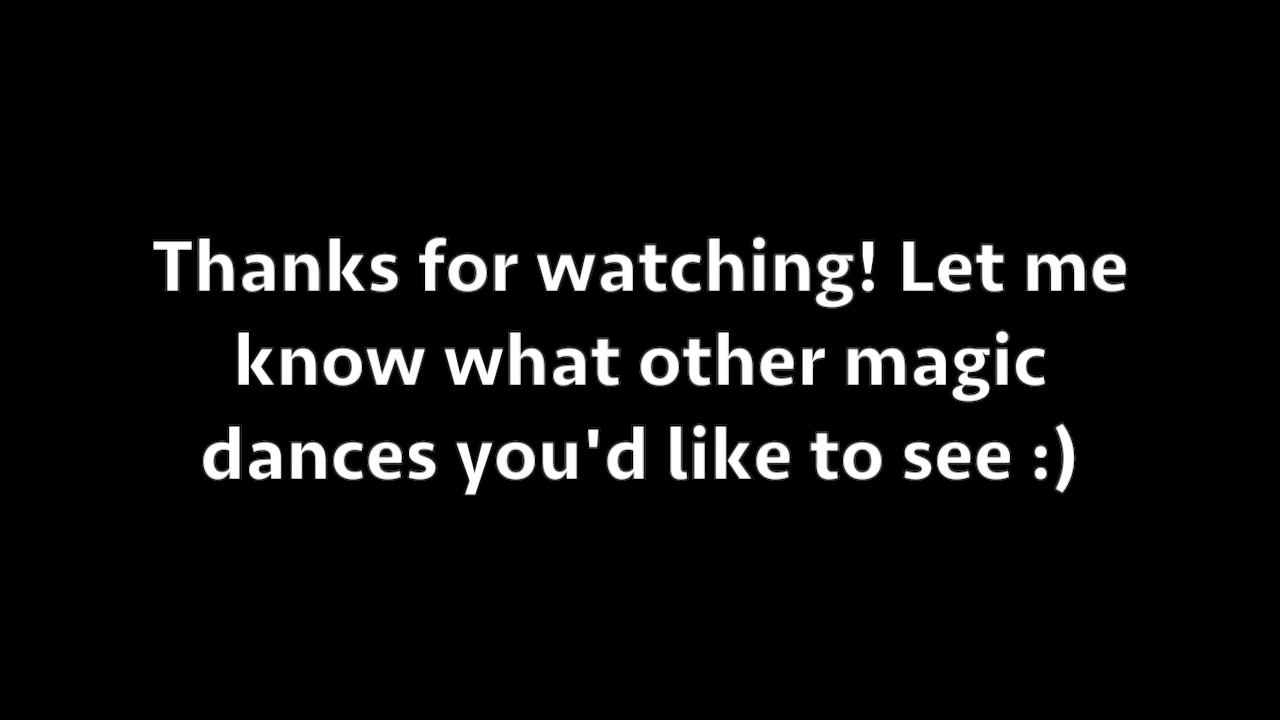 Thanks for watching! Let me
know what other magic
dances you'd like to see :)